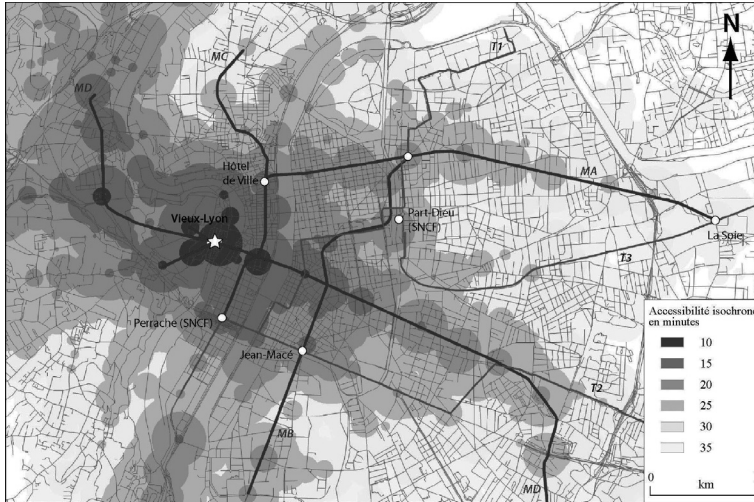 N
MC
T1
MD
Hôtel
de Ville
MA
Vieux-Lyon
Part-Dieu
(SNCF)
La Soie
T3
Perrache (SNCF)
Jean-Macé
T2
MB
MD
Accessibilité isochrone
en minutes
10
15
20
25
30
35
0
km